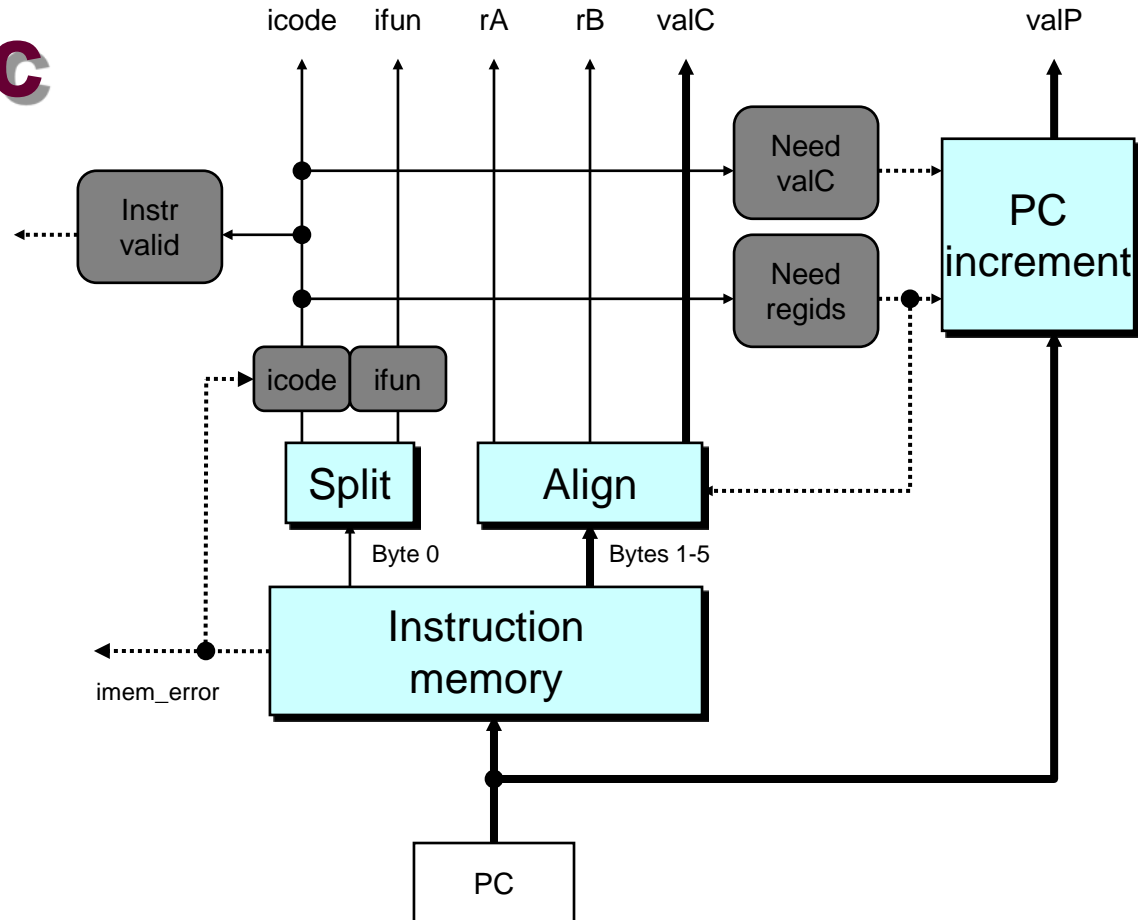 icode ifun rA rB valC valP
c
Need
valC
Instr
valid
PC
increment
Need
regids
icode ifun
Split
Align
Byte 0
Bytes 1-5
Instruction
memory
imem_error
PC